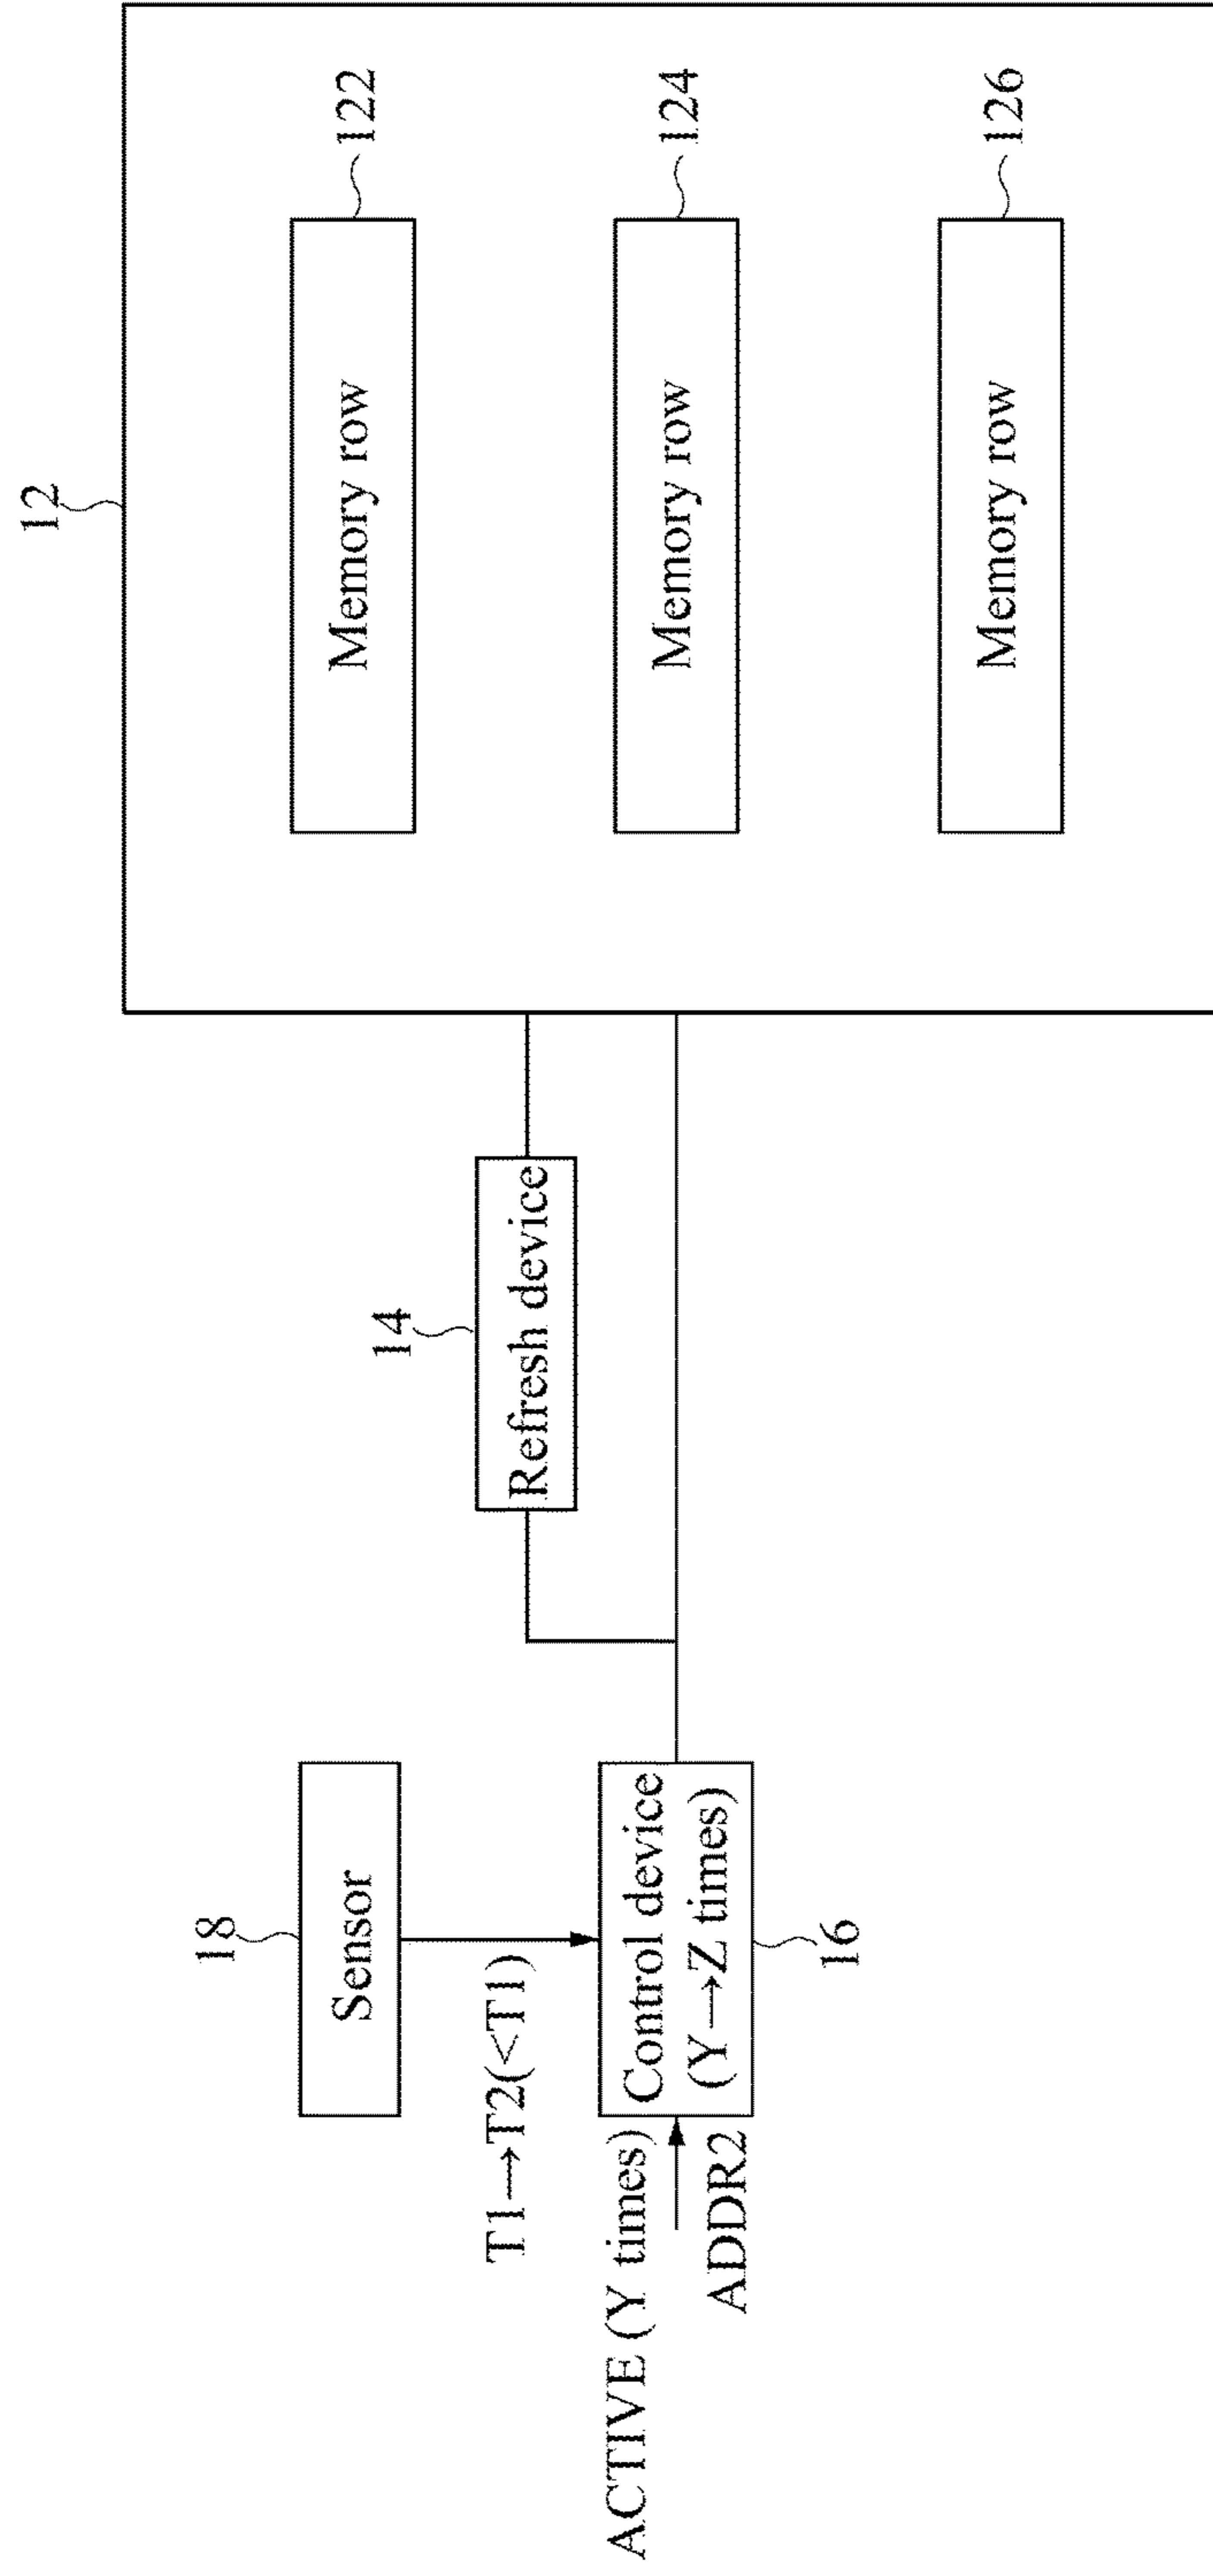 12
Memory row
122
Memory row
124
Memory row
126
14
Refresh device
18
Sensor
T1→T2(<T1)
Control device
(Y→Z times)
16
ACTIVE (Y times)
ADDR2